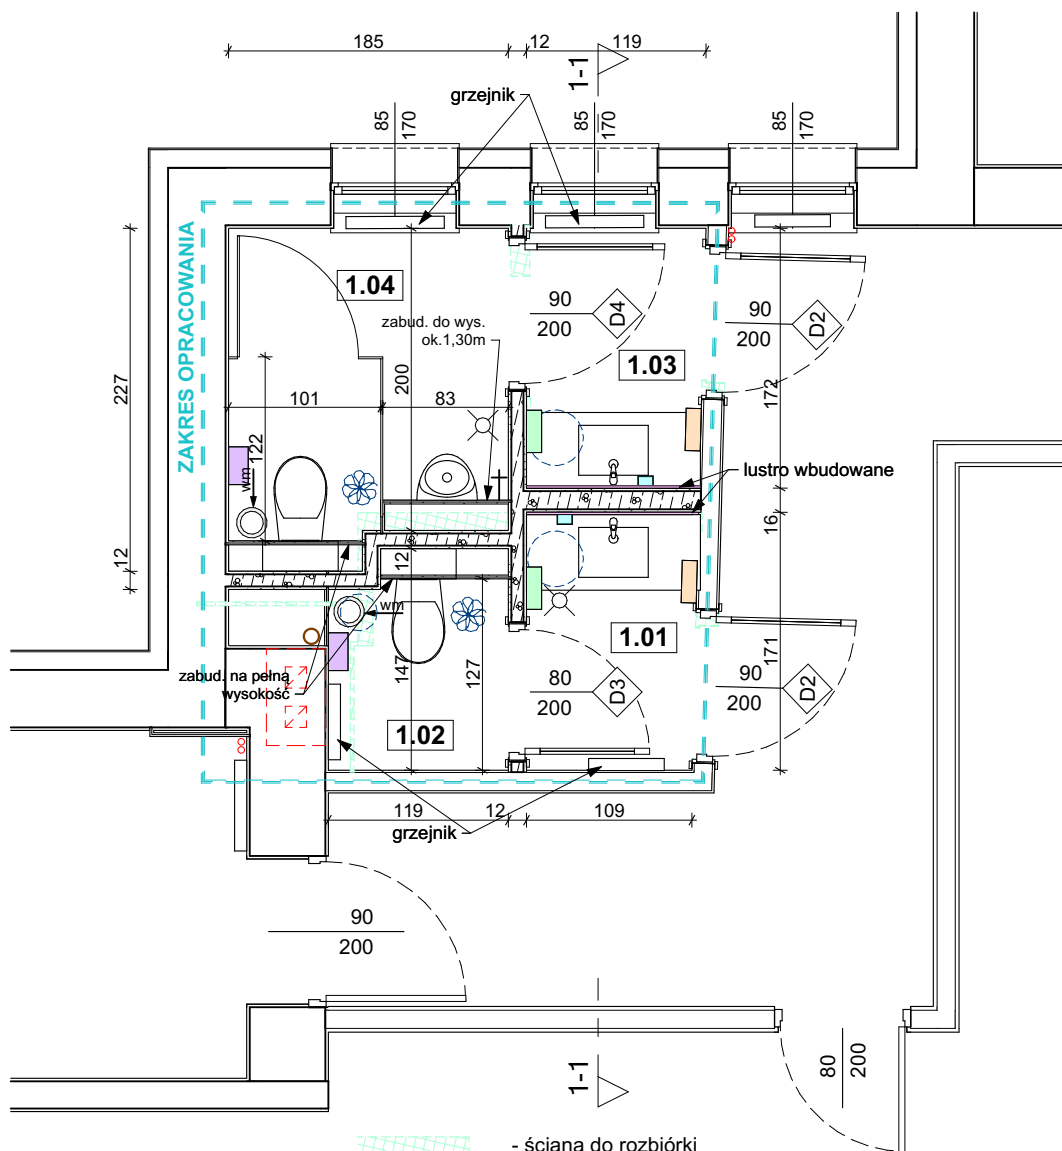 185
12
119
1-1
grzejnik
85
170
85
170
85
170
ZAKRES OPRACOWANIA
1.04
90
200
D4
90
200
D2
zabud. do wys.
ok.1,30m
1.03
227
200
172
101
83
122
wm
lustro wbudowane
16
12
12
wm
1.01
171
zabud. na pełną
wysokość
147
127
80
200
D3
90
200
D2
1.02
119
12
109
grzejnik
90
200
1-1
80
200
- ściana do rozbiórki